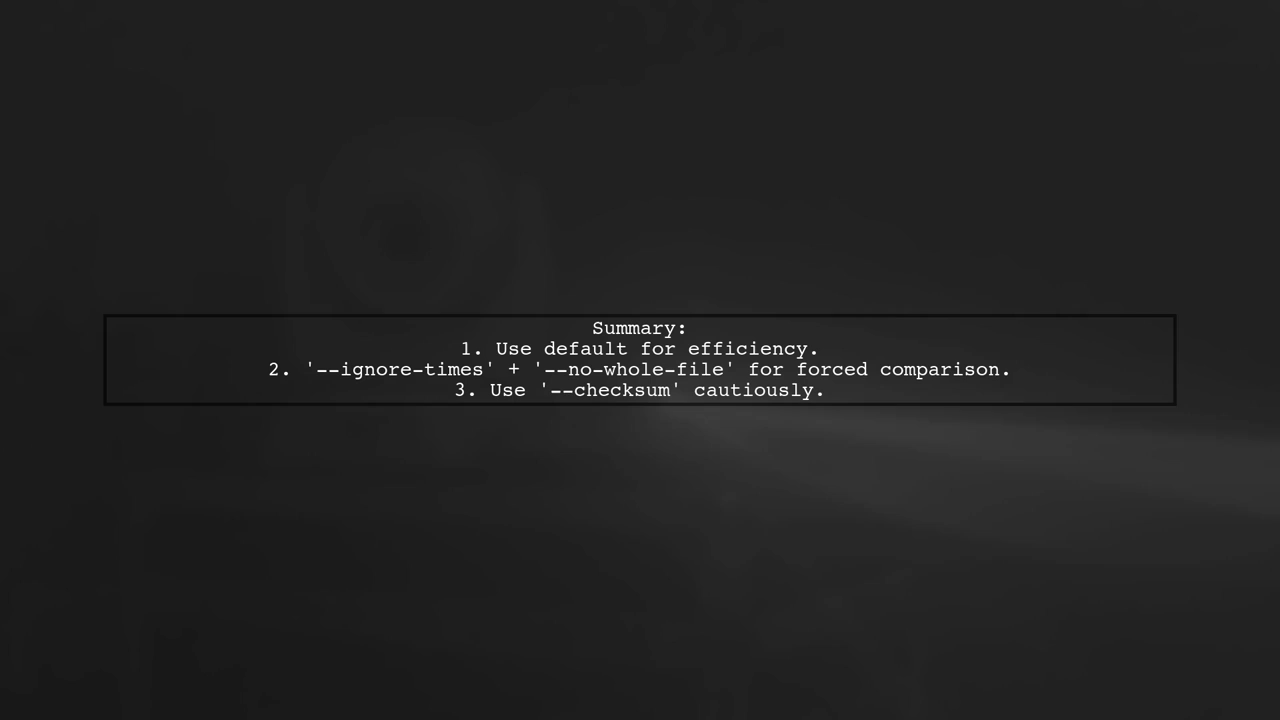 Summary:
1. Use default for efficiency.
2. '--ignore-times' + '--no-whole-file' for forced comparison.
3. Use '--checksum' cautiously.